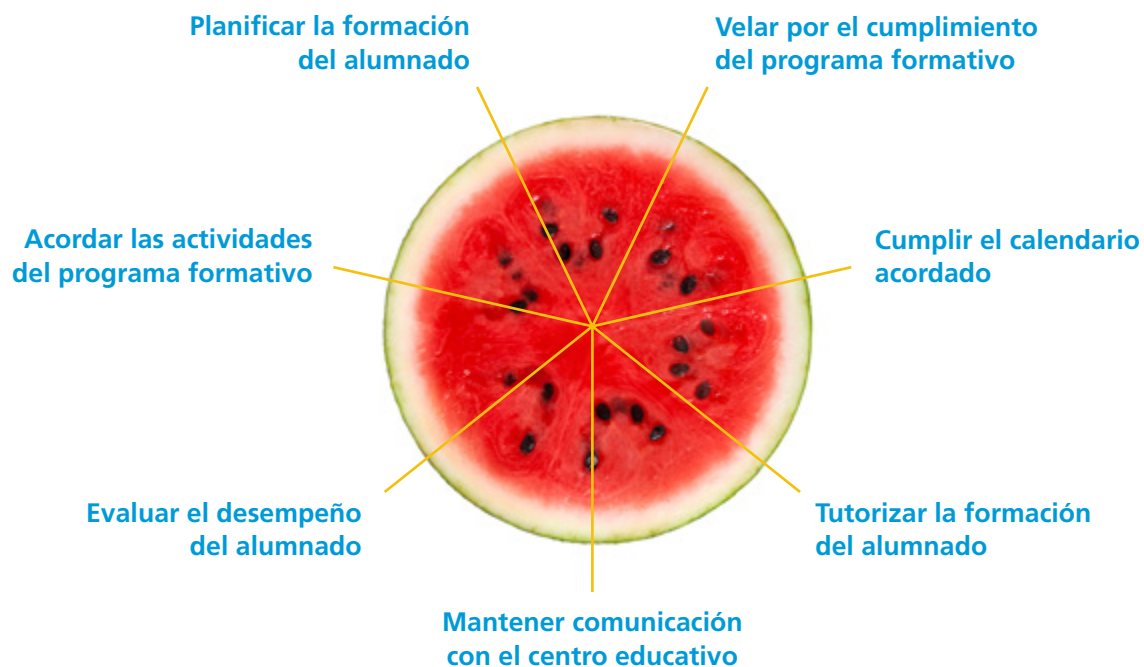 Planificar la formación
del alumnado
Velar por el cumplimiento
del programa formativo
Acordar las actividades
del programa formativo
Cumplir el calendario
acordado
Evaluar el desempeño
del alumnado
Tutorizar la formación
del alumnado
Mantener comunicación
con el centro educativo